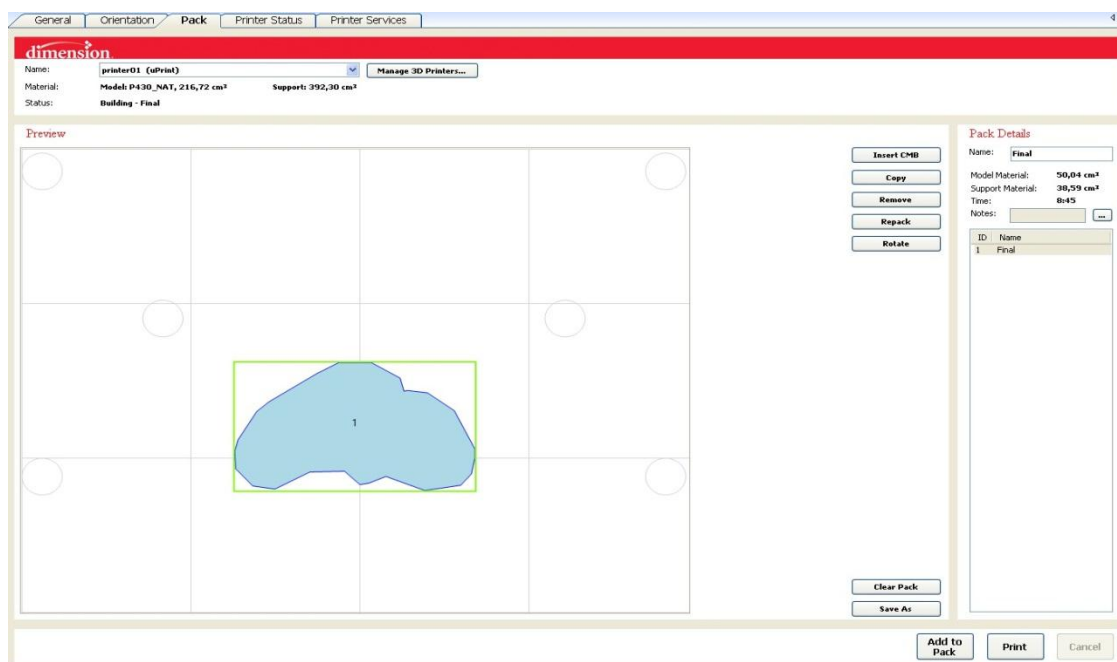 General Orientation Pack Printer Status Printer Services
dimension
Name: printer01 (uPrint) Manage 3D Printers...
Material: Model: P430_NAT, 216,72 cm³ Support: 392,30 cm³
Status: Building - Final
Preview
Insert CMB
Copy
Remove
Repack
Rotate
1
Clear Pack
Save As
Pack Details
Name: Final
Model Material: 50,04 cm³
Support Material: 38,59 cm³
Time: 8:45
Notes: ...
ID Name
1 Final
Add to
Pack
Print
Cancel